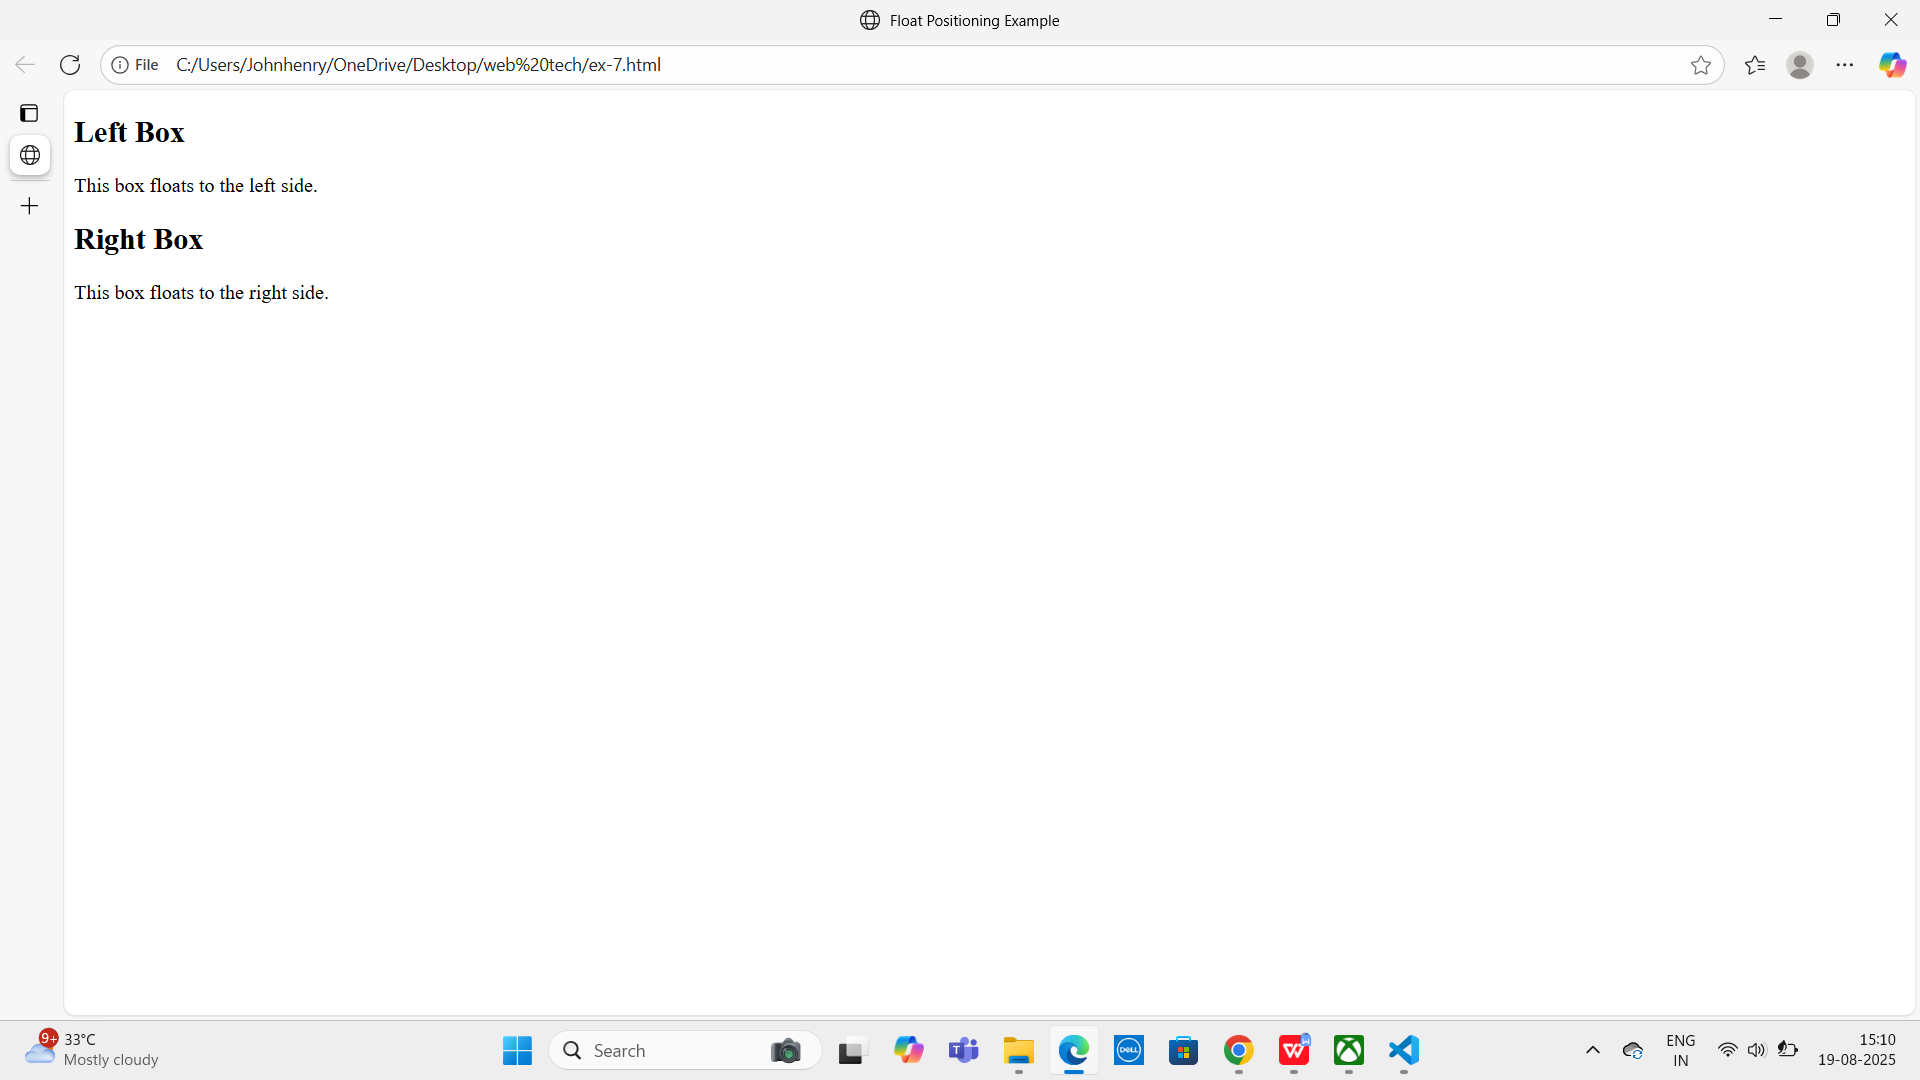 Float Positioning Example
File C:/Users/Johnhenry/OneDrive/Desktop/web%20tech/ex-7.html
Left Box
This box floats to the left side.
Right Box
This box floats to the right side.
9+
33°C
Mostly cloudy
Search
DELL
ENG
IN
15:10
19-08-2025